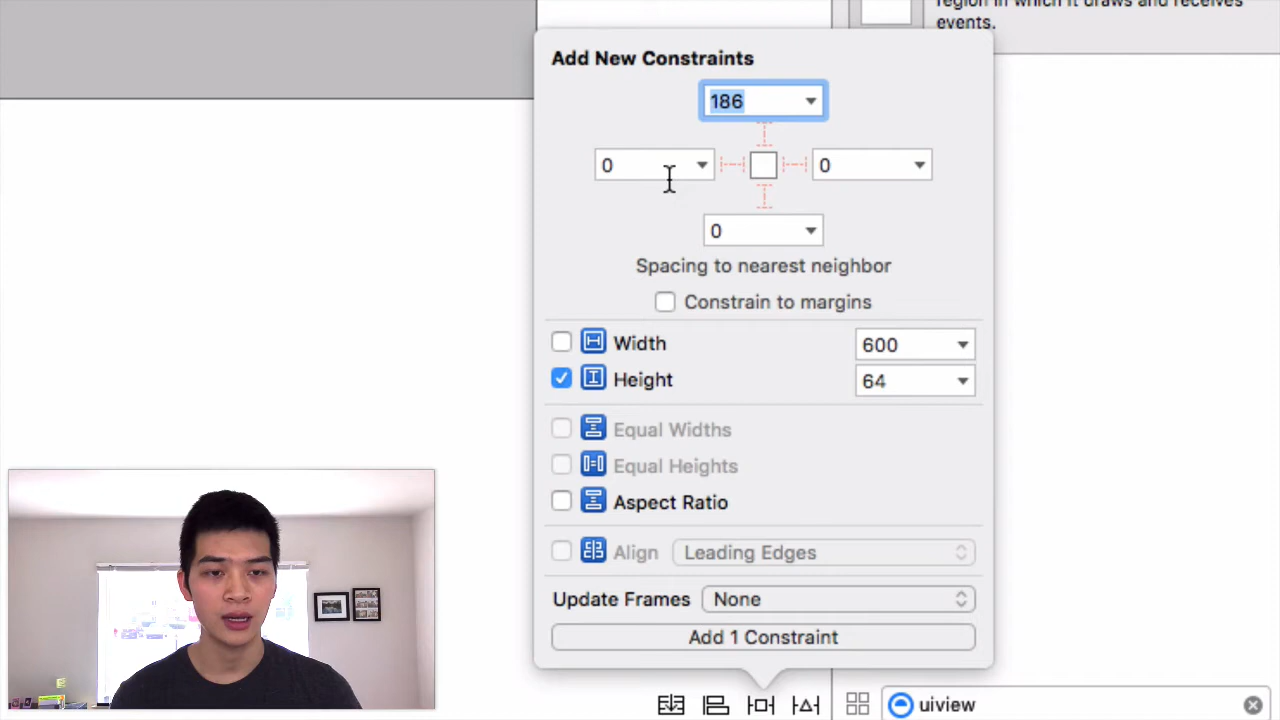 region in which it draws and receives
events.
Add New Constraints
186
0
0
0
Spacing to nearest neighbor
Constrain to margins
Width 600
Height 64
Equal Widths
Equal Heights
Aspect Ratio
Align Leading Edges
Update Frames None
Add 1 Constraint
uiview